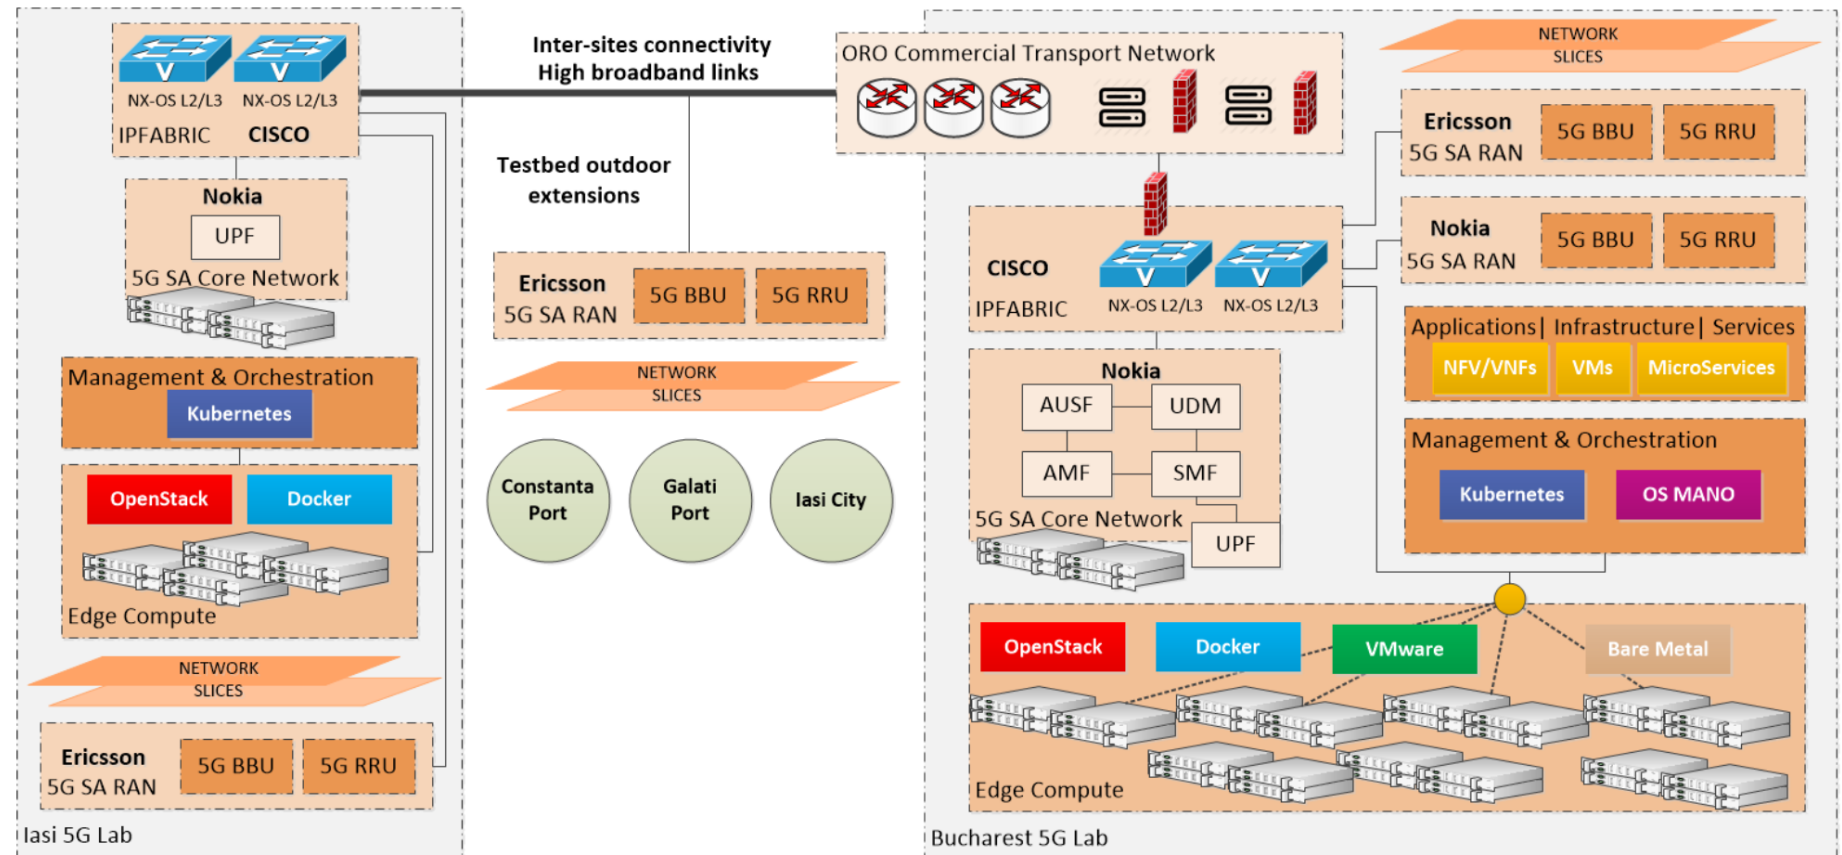 NX-OS L2/L3 NX-OS L2/L3
IPFABRIC CISCO
Nokia
UPF
5G SA Core Network
Management & Orchestration
Kubernetes
OpenStack Docker
Edge Compute
NETWORK
SLICES
Ericsson
5G SA RAN
5G BBU 5G RRU
Iasi 5G Lab
Inter-sites connectivity
High broadband links
Testbed outdoor
extensions
Ericsson
5G SA RAN
5G BBU 5G RRU
NETWORK
SLICES
Constanta
Port
Galati
Port
Iasi City
ORO Commercial Transport Network
CISCO
IPFABRIC
NX-OS L2/L3 NX-OS L2/L3
Nokia
AUSF UDM
AMF SMF
5G SA Core Network
UPF
NETWORK
SLICES
Ericsson
5G SA RAN
5G BBU 5G RRU
Nokia
5G SA RAN
5G BBU 5G RRU
Applications| Infrastructure| Services
NFV/VNFs VMs MicroServices
Management & Orchestration
Kubernetes OS MANO
OpenStack Docker VMware Bare Metal
Edge Compute
Bucharest 5G Lab